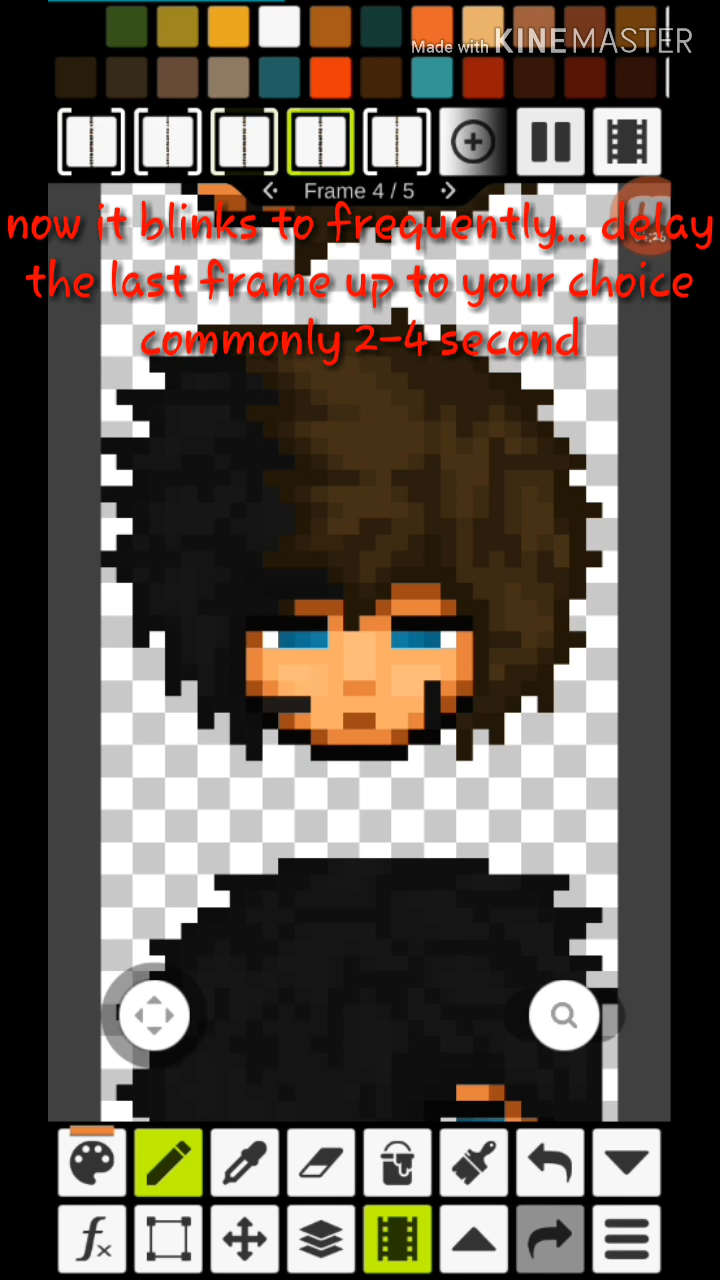 Made with KINEMASTER
Frame 4 / 5
now it blinks to frequently... delay
the last frame up to your choice
commonly 2-4 second
fx